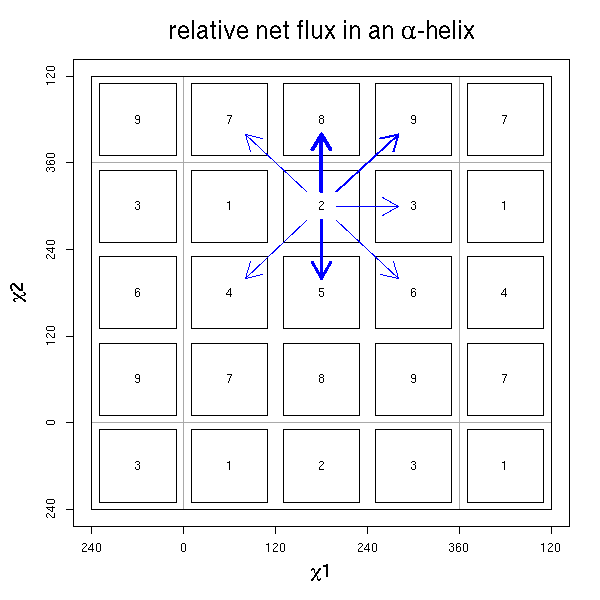 relative net flux in an α-helix
120
9 7 8 9 7
360
3 1 2 3 1
240
6 4 5 6 4
120
9 7 8 9 7
0
3 1 2 3 1
240
χ2
240 0 120 240 360 120
χ1